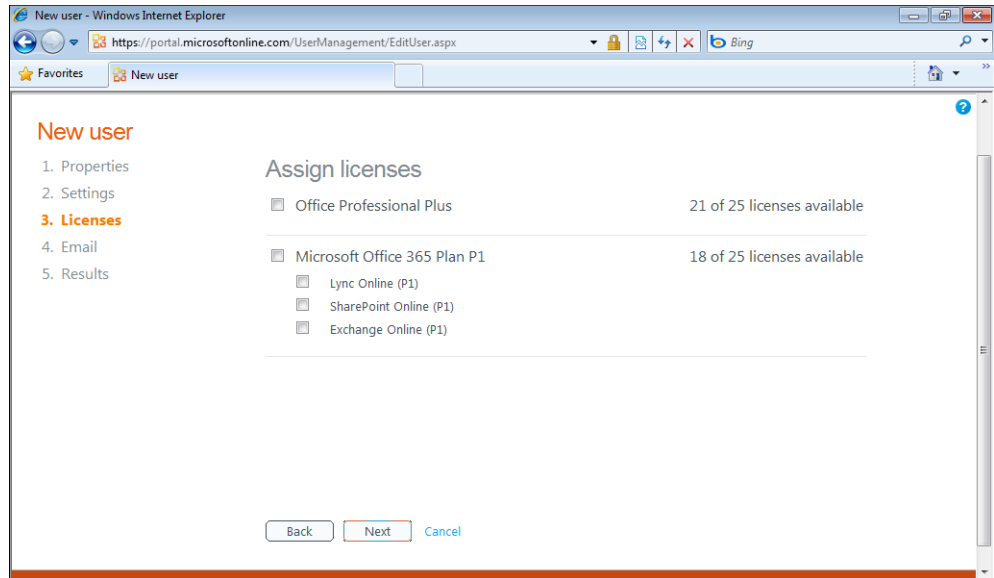 New user - Windows Internet Explorer
https://portal.microsoftonline.com/UserManagement/EditUser.aspx
Bing
Favorites
New user
New user
1. Properties
2. Settings
3. Licenses
4. Email
5. Results
Assign licenses
Office Professional Plus 21 of 25 licenses available
Microsoft Office 365 Plan P1 18 of 25 licenses available
Lync Online (P1)
SharePoint Online (P1)
Exchange Online (P1)
Back Next Cancel